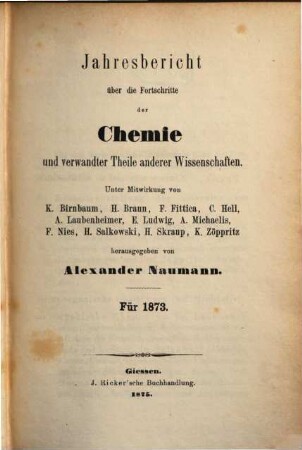 Jahresbericht
über die Fortschritte
der
Chemie
und verwandter Theile anderer Wissenschaften.
Unter Mitwirkung von
K. Birnbaum, H. Braun, F. Fittica, C. Hell,
A. Laubenheimer, E. Ludwig, A. Michaelis,
F. Nies, H. Salkowski, H. Skraup, K. Zöppritz
herausgegeben von
Alexander Naumann.
Für 1873.
Giessen.
J. Ricker'sche Buchhandlung.
1875.